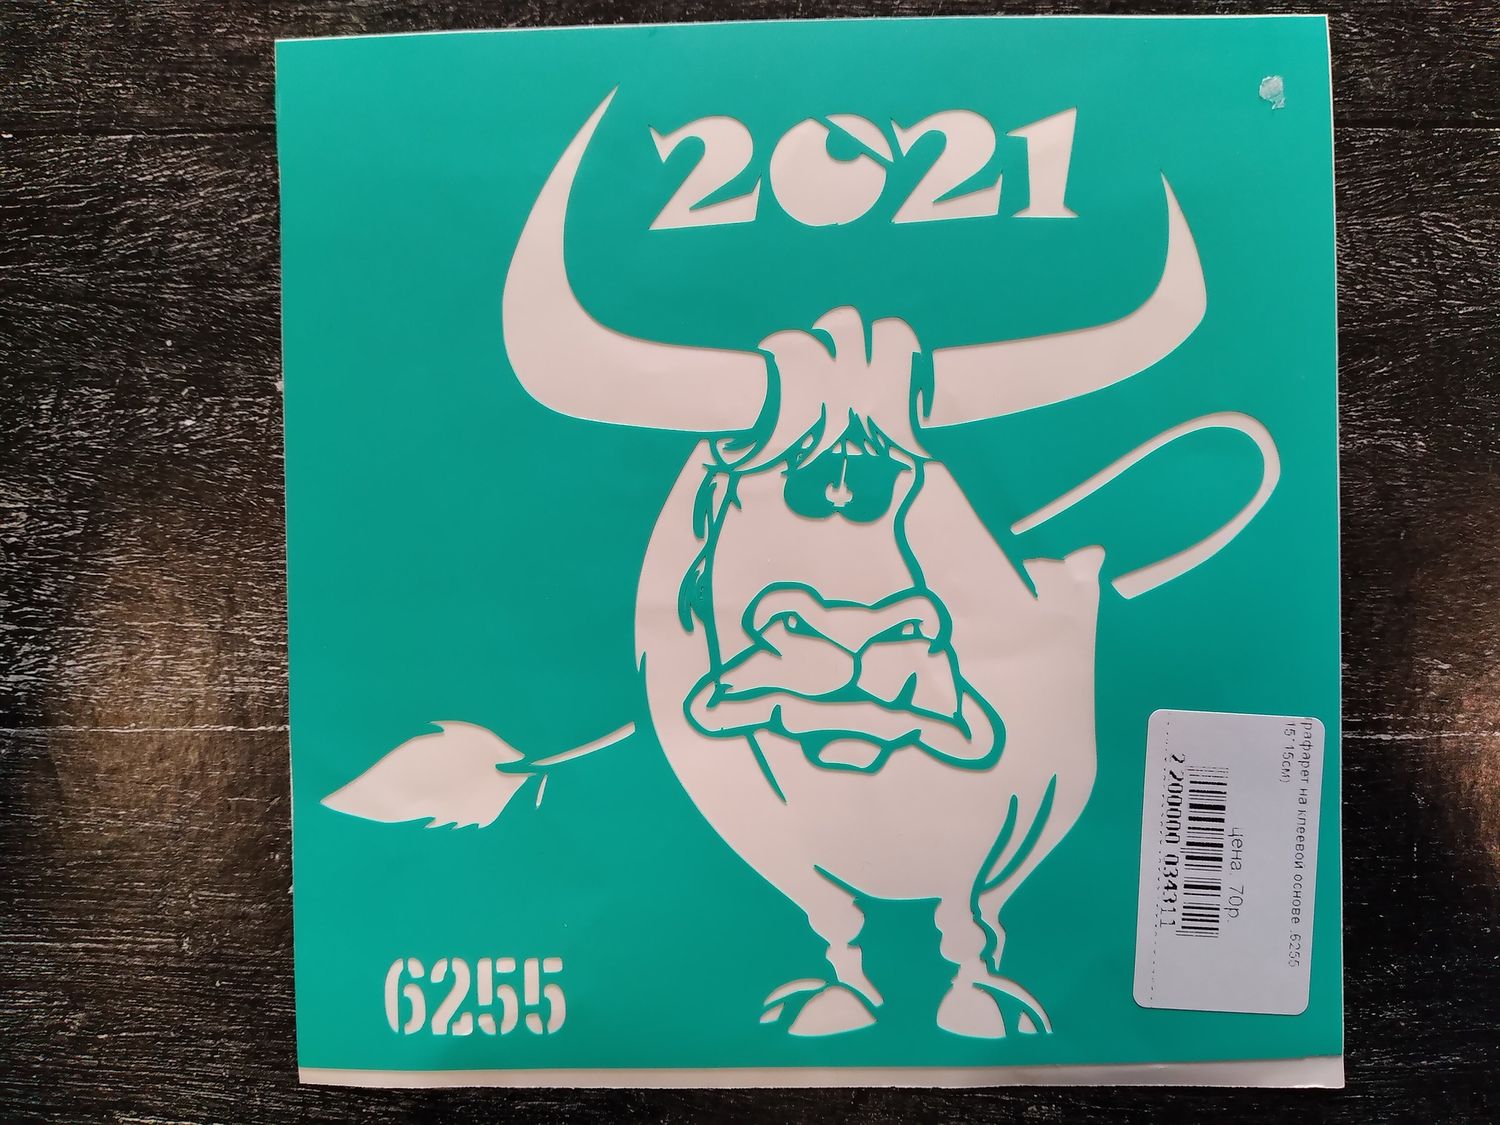 2021
6255
рафарет на клеевой основе .6255
15*15см)
цена. 70р.
2 200000 034311